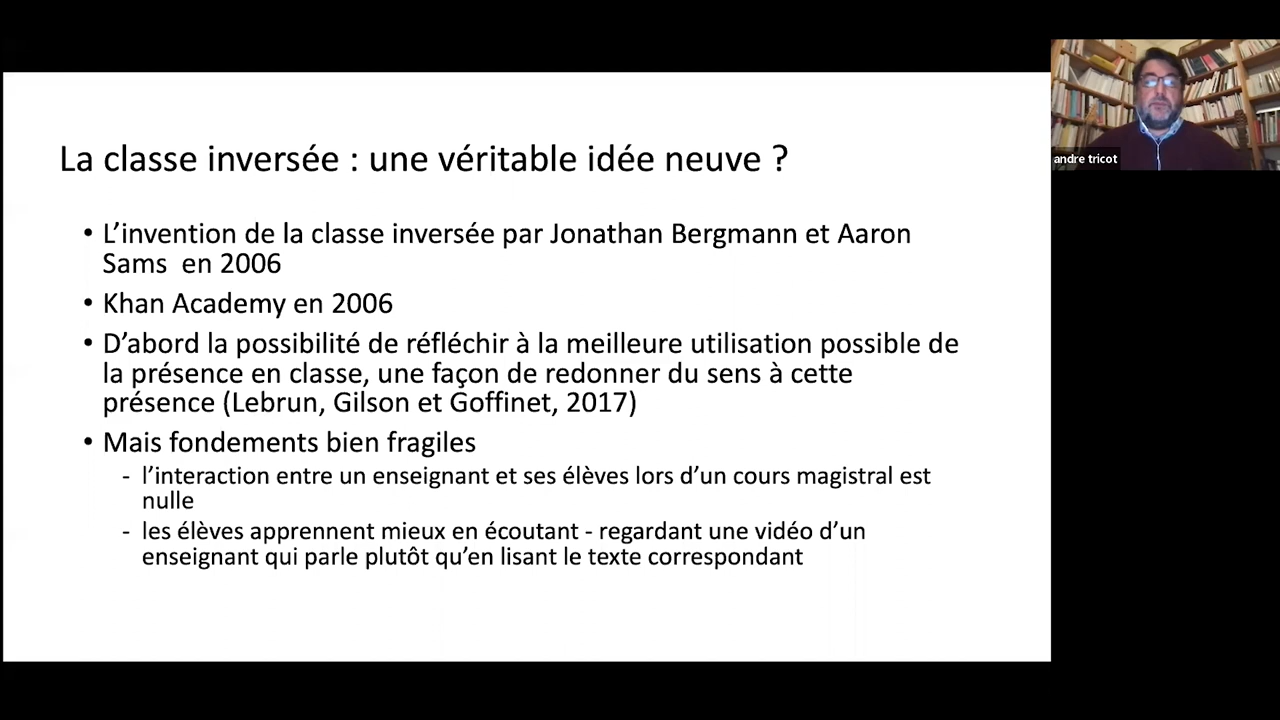 La classe inversée : une véritable idée neuve ?
• L’invention de la classe inversée par Jonathan Bergmann et Aaron
Sams en 2006
• Khan Academy en 2006
• D’abord la possibilité de réfléchir à la meilleure utilisation possible de
la présence en classe, une façon de redonner du sens à cette
présence (Lebrun, Gilson et Goffinet, 2017)
• Mais fondements bien fragiles
- l’interaction entre un enseignant et ses élèves lors d’un cours magistral est
nulle
- les élèves apprennent mieux en écoutant - regardant une vidéo d’un
enseignant qui parle plutôt qu’en lisant le texte correspondant
andre tricot